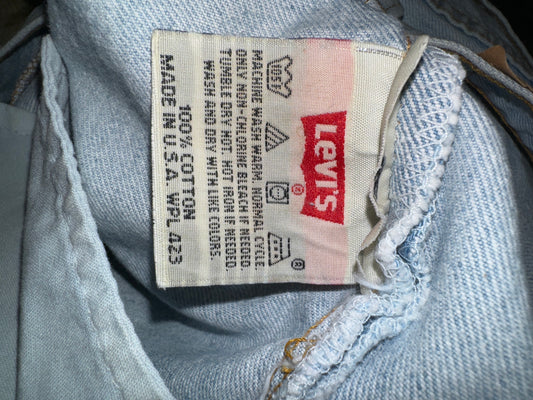 Levi's®
105
®
MACHINE WASH WARM. NORMAL CYCLE.
ONLY NON-CHLORINE BLEACH IF NEEDED.
TUMBLE DRY HOT. HOT IRON IF NEEDED.
WASH AND DRY WITH LIKE COLORS.
100% COTTON
MADE IN U.S.A. WPL 423